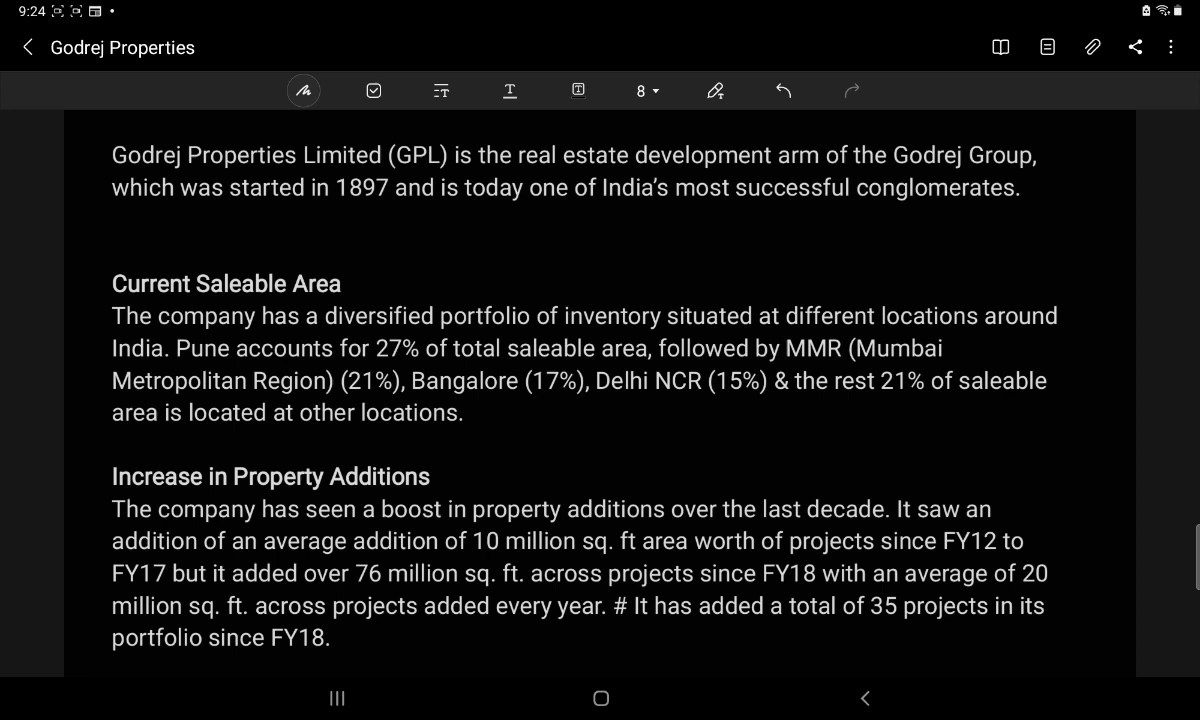 9:24
Godrej Properties
8
Godrej Properties Limited (GPL) is the real estate development arm of the Godrej Group,
which was started in 1897 and is today one of India's most successful conglomerates.
Current Saleable Area
The company has a diversified portfolio of inventory situated at different locations around
India. Pune accounts for 27% of total saleable area, followed by MMR (Mumbai
Metropolitan Region) (21%), Bangalore (17%), Delhi NCR (15%) & the rest 21% of saleable
area is located at other locations.
Increase in Property Additions
The company has seen a boost in property additions over the last decade. It saw an
addition of an average addition of 10 million sq. ft area worth of projects since FY12 to
FY17 but it added over 76 million sq. ft. across projects since FY18 with an average of 20
million sq. ft. across projects added every year. # It has added a total of 35 projects in its
portfolio since FY18.